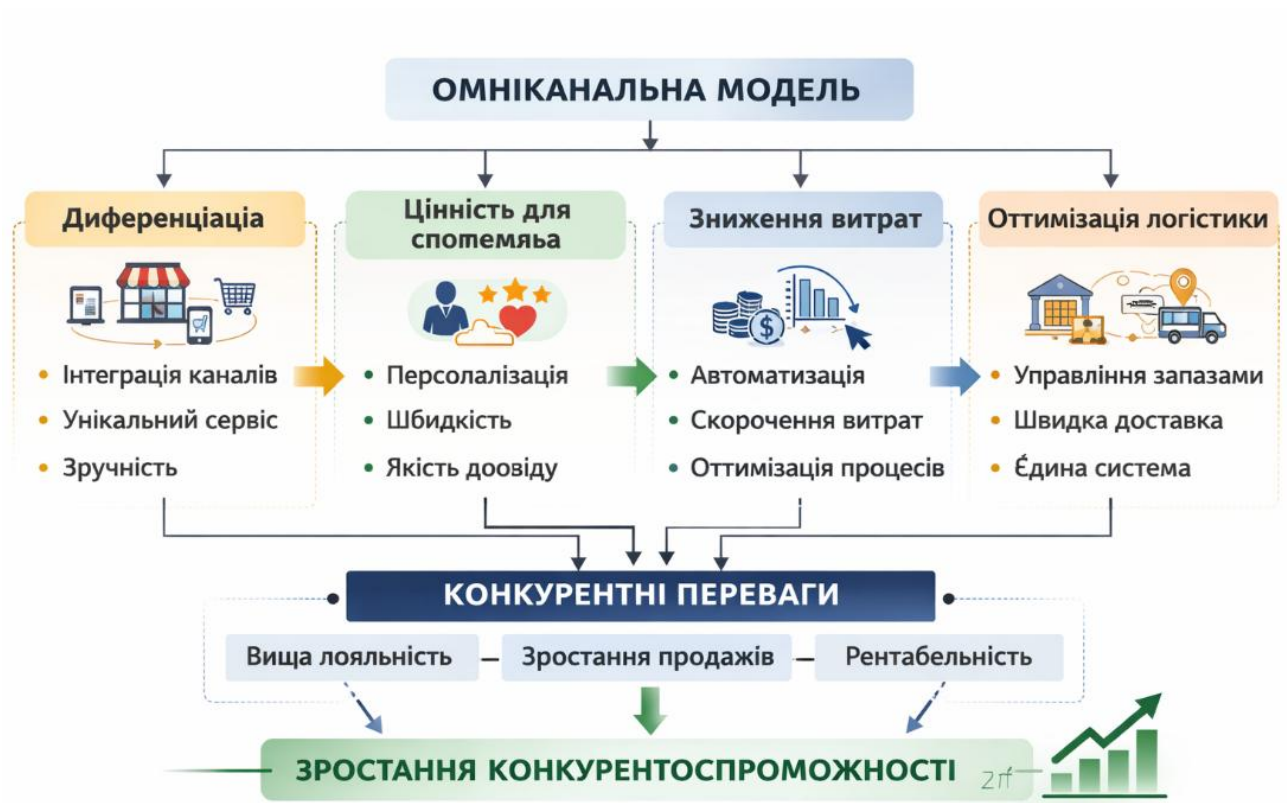 ОМНІКАНАЛЬНА МОДЕЛЬ
Диференціаціа
Цінність для
спотемяьа
Зниження витрат
Оттимізація логістики
$
• Інтеграція каналів
• Унікальний сервіс
• Зручність
• Персолалізація
• Шбидкість
• Якість доовіду
• Автоматизація
• Скорочення витрат
• Оттимізація процесів
• Управління запазами
• Швидка доставка
• Єдина система
КОНКУРЕНТНІ ПЕРЕВАГИ
Вища лояльність
Зростання продажів
Рентабельність
ЗРОСТАННЯ КОНКУРЕНТОСПРОМОЖНОСТІ